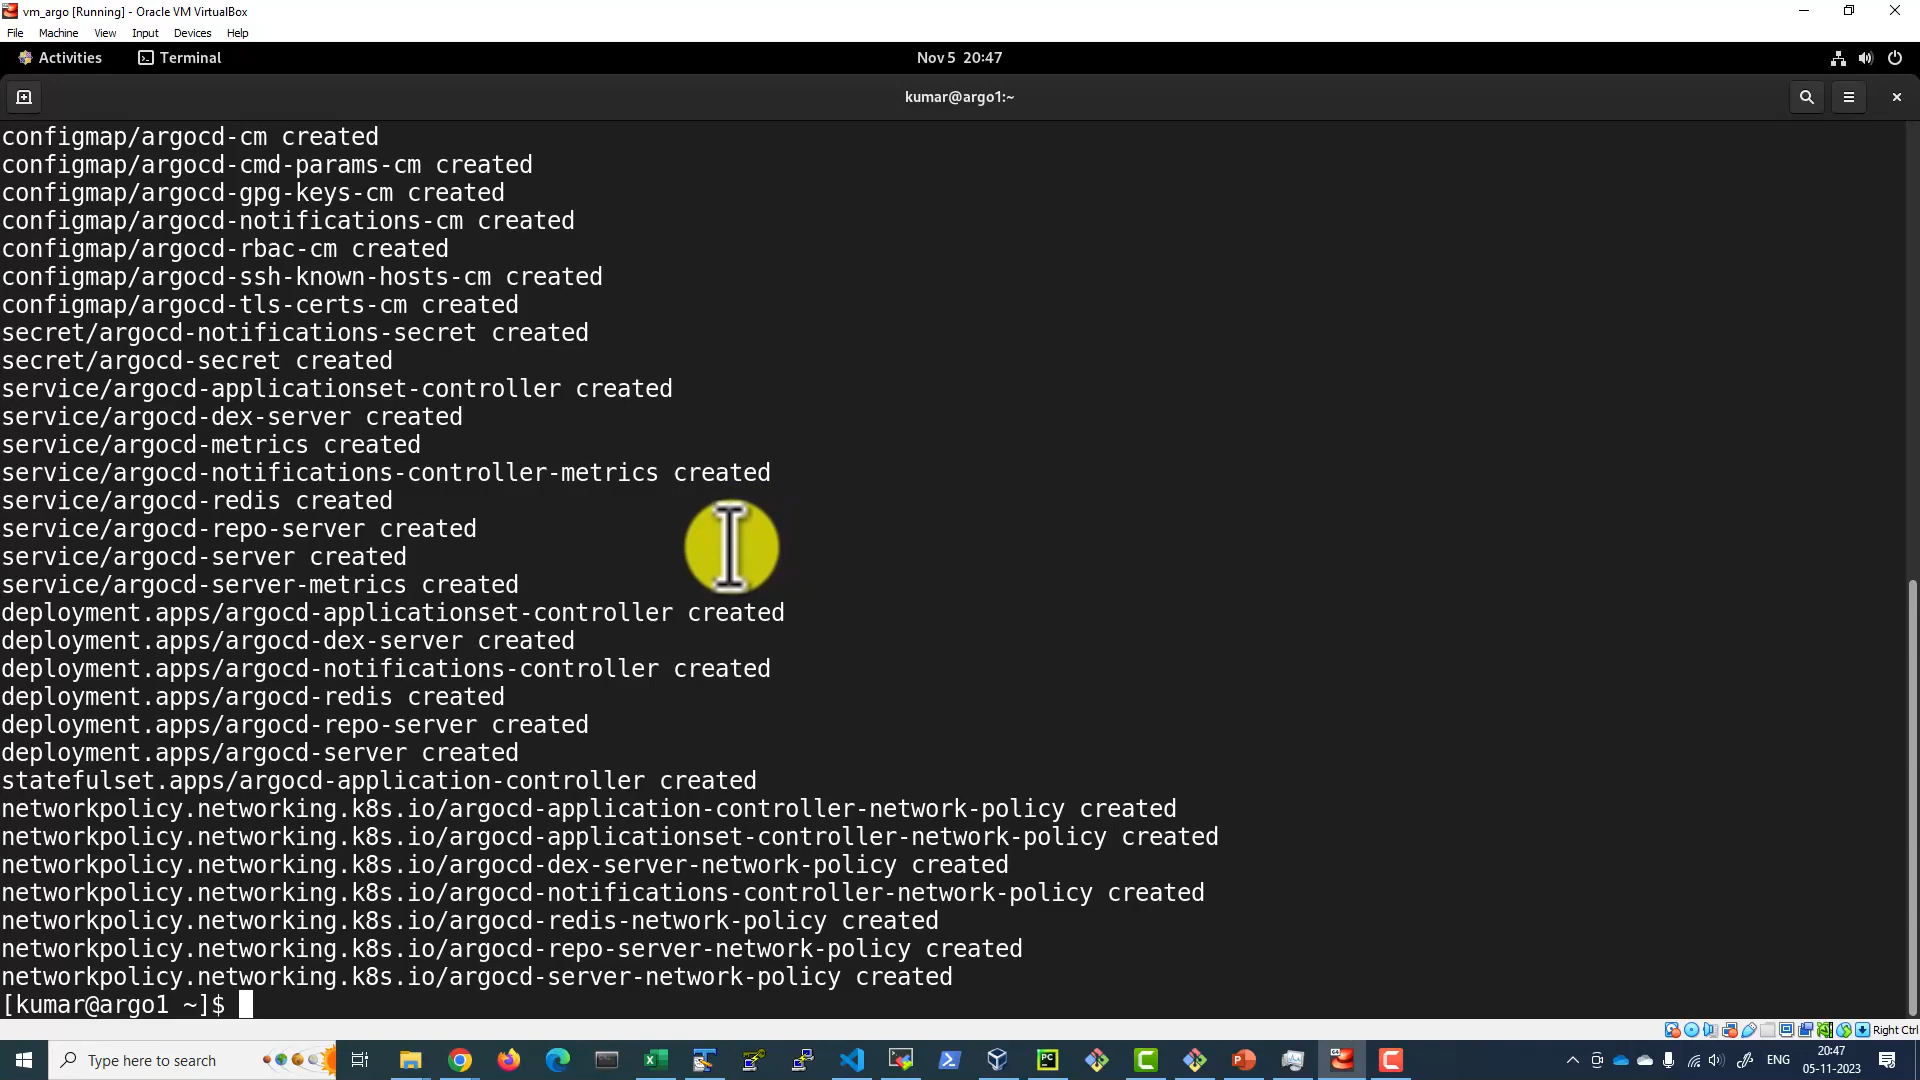 vm_argo [Running] - Oracle VM VirtualBox
File Machine View Input Devices Help
Activities Terminal Nov 5 20:47
kumar@argo1:~
configmap/argocd-cm created
configmap/argocd-cmd-params-cm created
configmap/argocd-gpg-keys-cm created
configmap/argocd-notifications-cm created
configmap/argocd-rbac-cm created
configmap/argocd-ssh-known-hosts-cm created
configmap/argocd-tls-certs-cm created
secret/argocd-notifications-secret created
secret/argocd-secret created
service/argocd-applicationset-controller created
service/argocd-dex-server created
service/argocd-metrics created
service/argocd-notifications-controller-metrics created
service/argocd-redis created
service/argocd-repo-server created
service/argocd-server created
service/argocd-server-metrics created
deployment.apps/argocd-applicationset-controller created
deployment.apps/argocd-dex-server created
deployment.apps/argocd-notifications-controller created
deployment.apps/argocd-redis created
deployment.apps/argocd-repo-server created
deployment.apps/argocd-server created
statefulset.apps/argocd-application-controller created
networkpolicy.networking.k8s.io/argocd-application-controller-network-policy created
networkpolicy.networking.k8s.io/argocd-applicationset-controller-network-policy created
networkpolicy.networking.k8s.io/argocd-dex-server-network-policy created
networkpolicy.networking.k8s.io/argocd-notifications-controller-network-policy created
networkpolicy.networking.k8s.io/argocd-redis-network-policy created
networkpolicy.networking.k8s.io/argocd-repo-server-network-policy created
networkpolicy.networking.k8s.io/argocd-server-network-policy created
[kumar@argo1 ~]$
Right Ctrl
Type here to search
ENG
20:47
05-11-2023